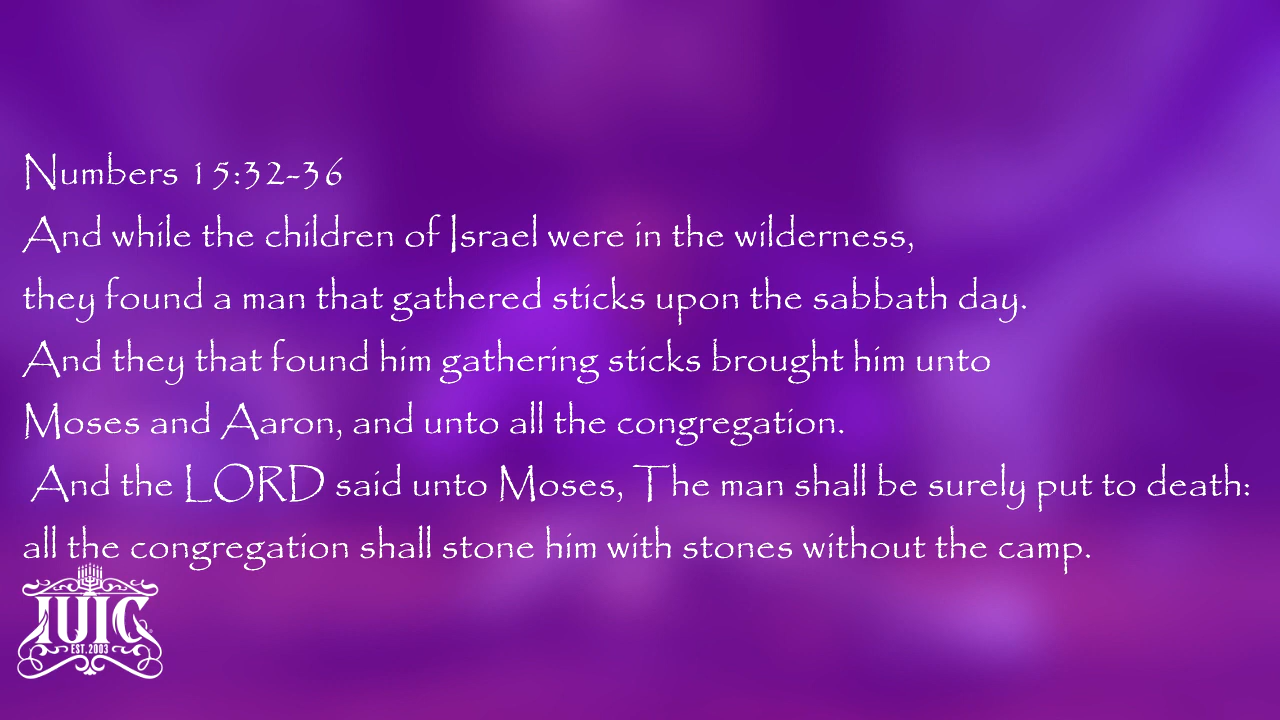 Numbers 15:32-36
And while the children of Israel were in the wilderness,
they found a man that gathered sticks upon the sabbath day.
And they that found him gathering sticks brought him unto
Moses and Aaron, and unto all the congregation.
And the LORD said unto Moses, The man shall be surely put to death:
all the congregation shall stone him with stones without the camp.
IUIC
EST. 2003